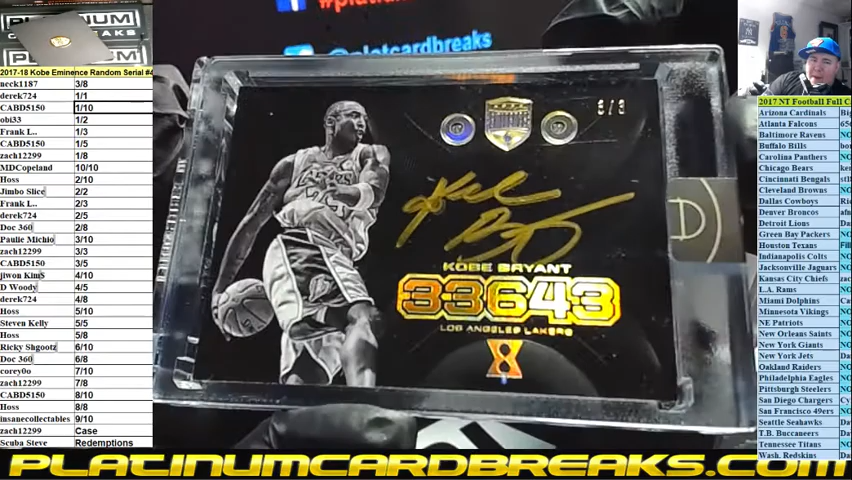 PLATINUM
CARD BREAKS
@platcardbreaks
2017-18 Kobe Eminence Random Serial #
neck1187 3/8
derek724 1/1
CABD5150 1/10
obi33 1/2
Frank L.. 1/3
CABD5150 1/5
zach12299 1/8
MDCopeland 10/10
Hoss 2/10
Jimbo Slice 2/2
Frank L.. 2/3
derek724 2/5
Doc 360 2/8
Paulie Michio 3/10
zach12299 3/3
CABD5150 3/5
jiwon KimS 4/10
D Woody 4/5
derek724 4/8
Hoss 5/10
Steven Kelly 5/5
Hoss 5/8
Ricky Shgootz 6/10
Doc 360 6/8
corey0o 7/10
zach12299 7/8
CABD5150 8/10
Hoss 8/8
insanecollectables 9/10
zach12299 Case
Scuba Steve Redemptions
3/3
LAKERS
Kobe Bryant
KOBE BRYANT
33643
LOS ANGELES LAKERS
8
D
2017 NT Football Full C
Arizona Cardinals
Atlanta Falcons
Baltimore Ravens
Buffalo Bills
Carolina Panthers
Chicago Bears
Cincinnati Bengals
Cleveland Browns
Dallas Cowboys
Denver Broncos
Detroit Lions
Green Bay Packers
Houston Texans
Indianapolis Colts
Jacksonville Jaguars
Kansas City Chiefs
L.A. Rams
Miami Dolphins
Minnesota Vikings
NE Patriots
New Orleans Saints
New York Giants
New York Jets
Oakland Raiders
Philadelphia Eagles
Pittsburg Steelers
San Diego Chargers
San Francisco 49ers
Seattle Seahawks
T.B. Buccaneers
Tennessee Titans
Wash. Redskins
PLATINUMCARDBREAKS.com